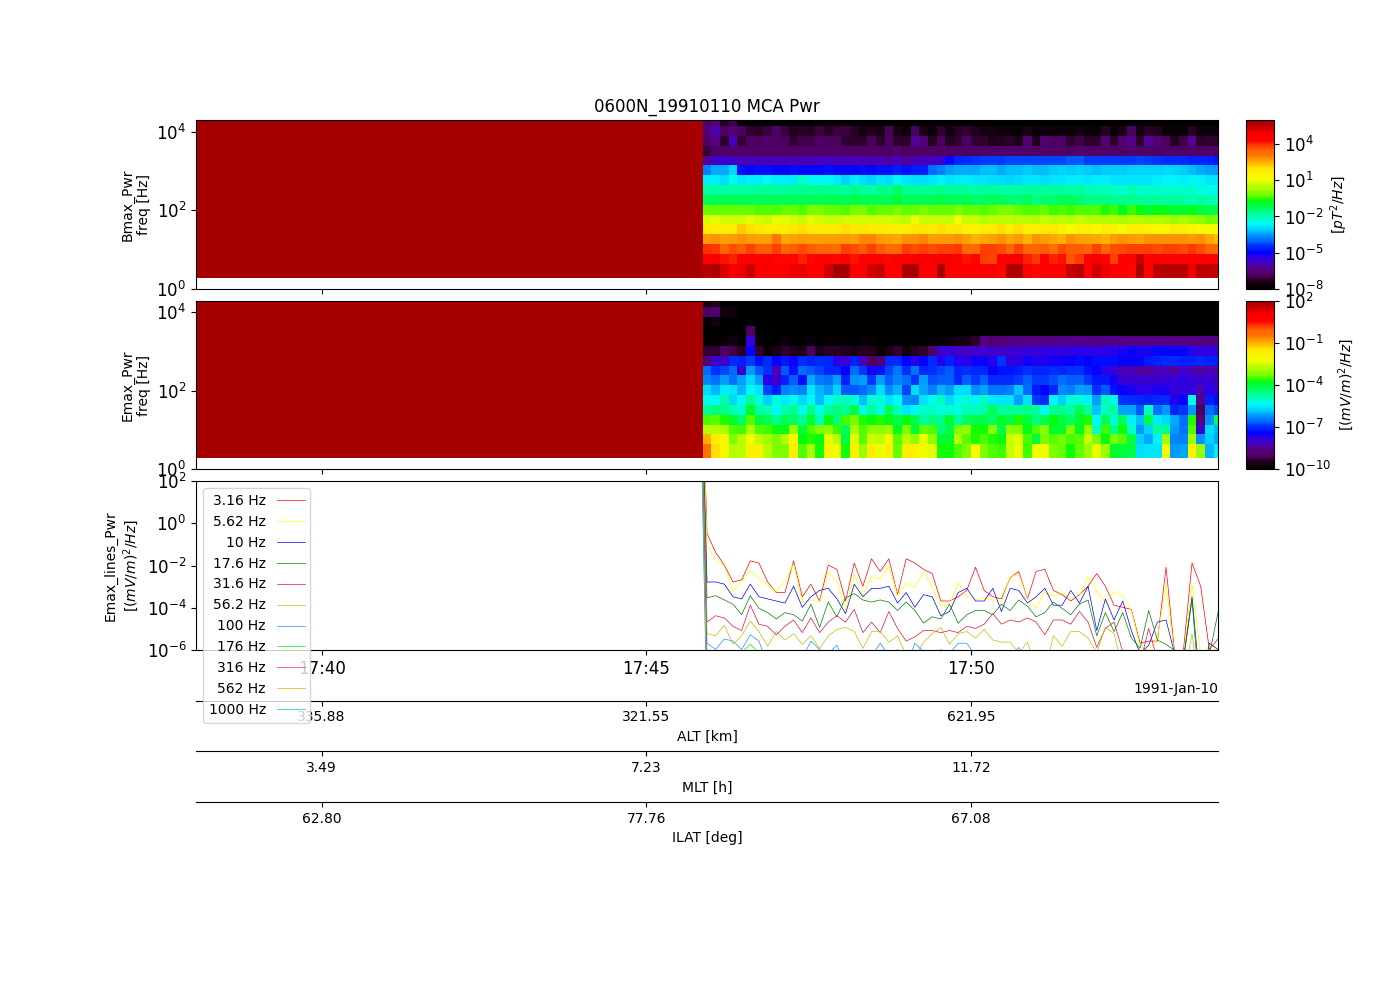 0600N_19910110 MCA Pwr
Bmax_Pwr
freq [Hz]
10^4
10^2
10^0
10^4
10^1
10^-2
10^-5
10^-8
[pT^2/Hz]
Emax_Pwr
freq [Hz]
10^4
10^2
10^0
10^2
10^-1
10^-4
10^-7
10^-10
[(mV/m)^2/Hz]
Emax_lines_Pwr
[(mV/m)^2/Hz]
10^2
10^0
10^-2
10^-4
10^-6
3.16 Hz
5.62 Hz
10 Hz
17.6 Hz
31.6 Hz
56.2 Hz
100 Hz
176 Hz
316 Hz
562 Hz
1000 Hz
17:40 17:45 17:50
1991-Jan-10
335.88 321.55 621.95
ALT [km]
3.49 7.23 11.72
MLT [h]
62.80 77.76 67.08
ILAT [deg]